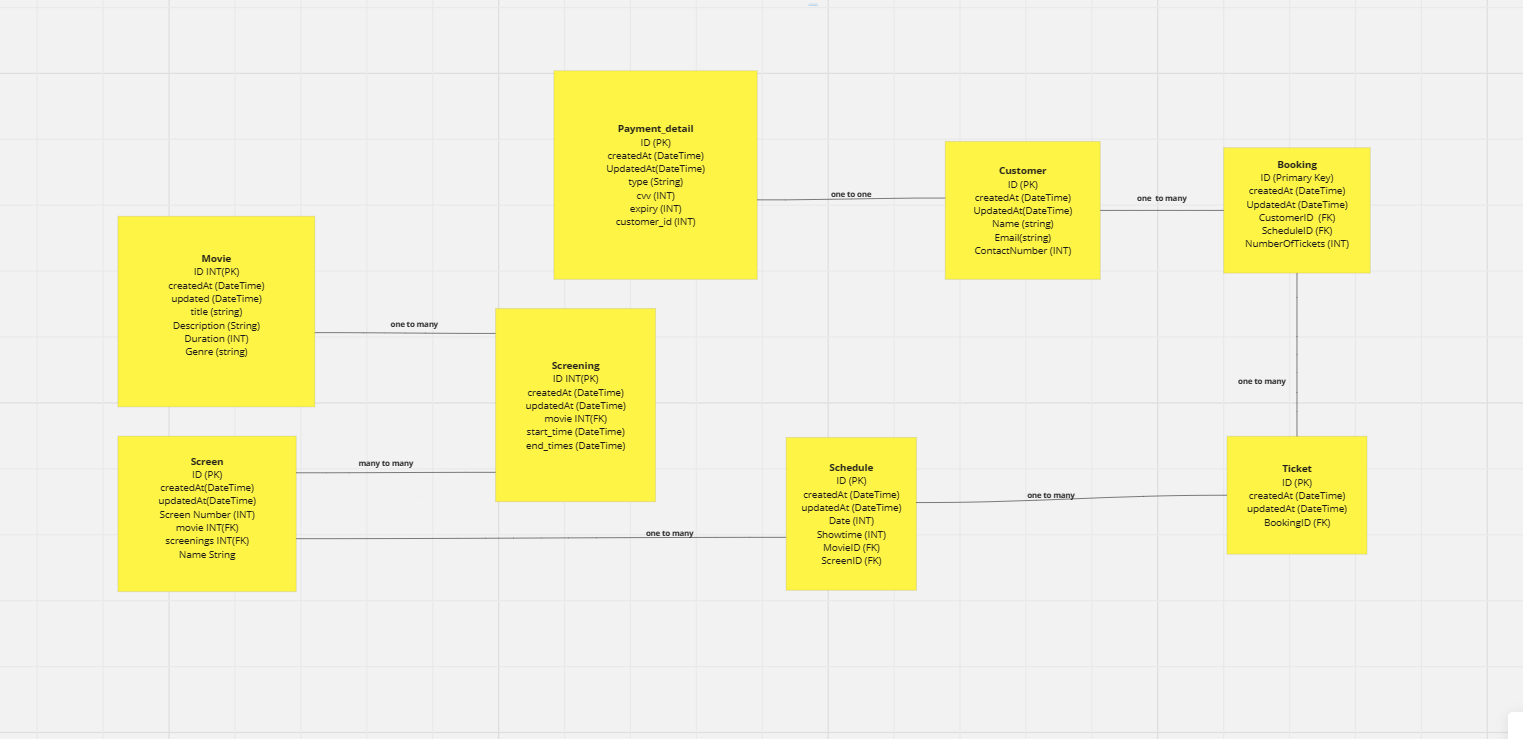 Payment_detail
ID (PK)
createdAt (DateTime)
UpdatedAt(DateTime)
type (String)
cvv (INT)
expiry (INT)
customer_id (INT)
one to one
Customer
ID (PK)
createdAt (DateTime)
UpdatedAt(DateTime)
Name (string)
Email(string)
ContactNumber (INT)
one to many
Booking
ID (Primary Key)
createdAt (DateTime)
UpdatedAt (DateTime)
CustomerID (FK)
ScheduleID (FK)
NumberOfTickets (INT)
Movie
ID INT(PK)
createdAt (DateTime)
updated (DateTime)
title (string)
Description (String)
Duration (INT)
Genre (string)
one to many
Screening
ID INT(PK)
createdAt (DateTime)
updatedAt (DateTime)
movie INT(FK)
start_time (DateTime)
end_times (DateTime)
one to many
Screen
ID (PK)
createdAt(DateTime)
updatedAt(DateTime)
Screen Number (INT)
movie INT(FK)
screenings INT(FK)
Name String
many to many
one to many
Schedule
ID (PK)
createdAt (DateTime)
updatedAt (DateTime)
Date (INT)
Showtime (INT)
MovieID (FK)
ScreenID (FK)
one to many
Ticket
ID (PK)
createdAt (DateTime)
updatedAt (DateTime)
BookingID (FK)